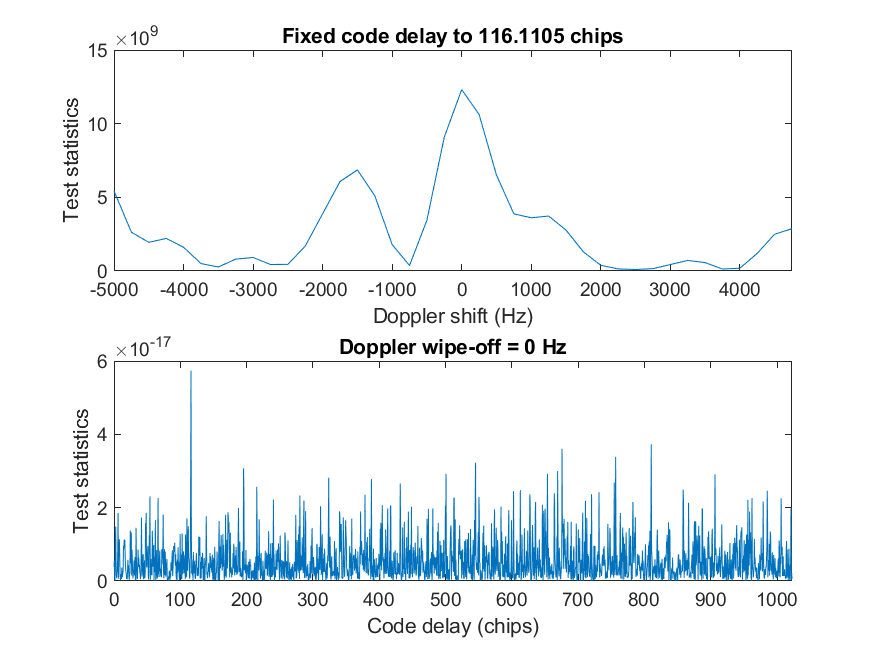 ×10^9
Fixed code delay to 116.1105 chips
15
10
5
0
Test statistics
-5000 -4000 -3000 -2000 -1000 0 1000 2000 3000 4000
Doppler shift (Hz)
×10^-17
Doppler wipe-off = 0 Hz
6
4
2
0
Test statistics
0 100 200 300 400 500 600 700 800 900 1000
Code delay (chips)